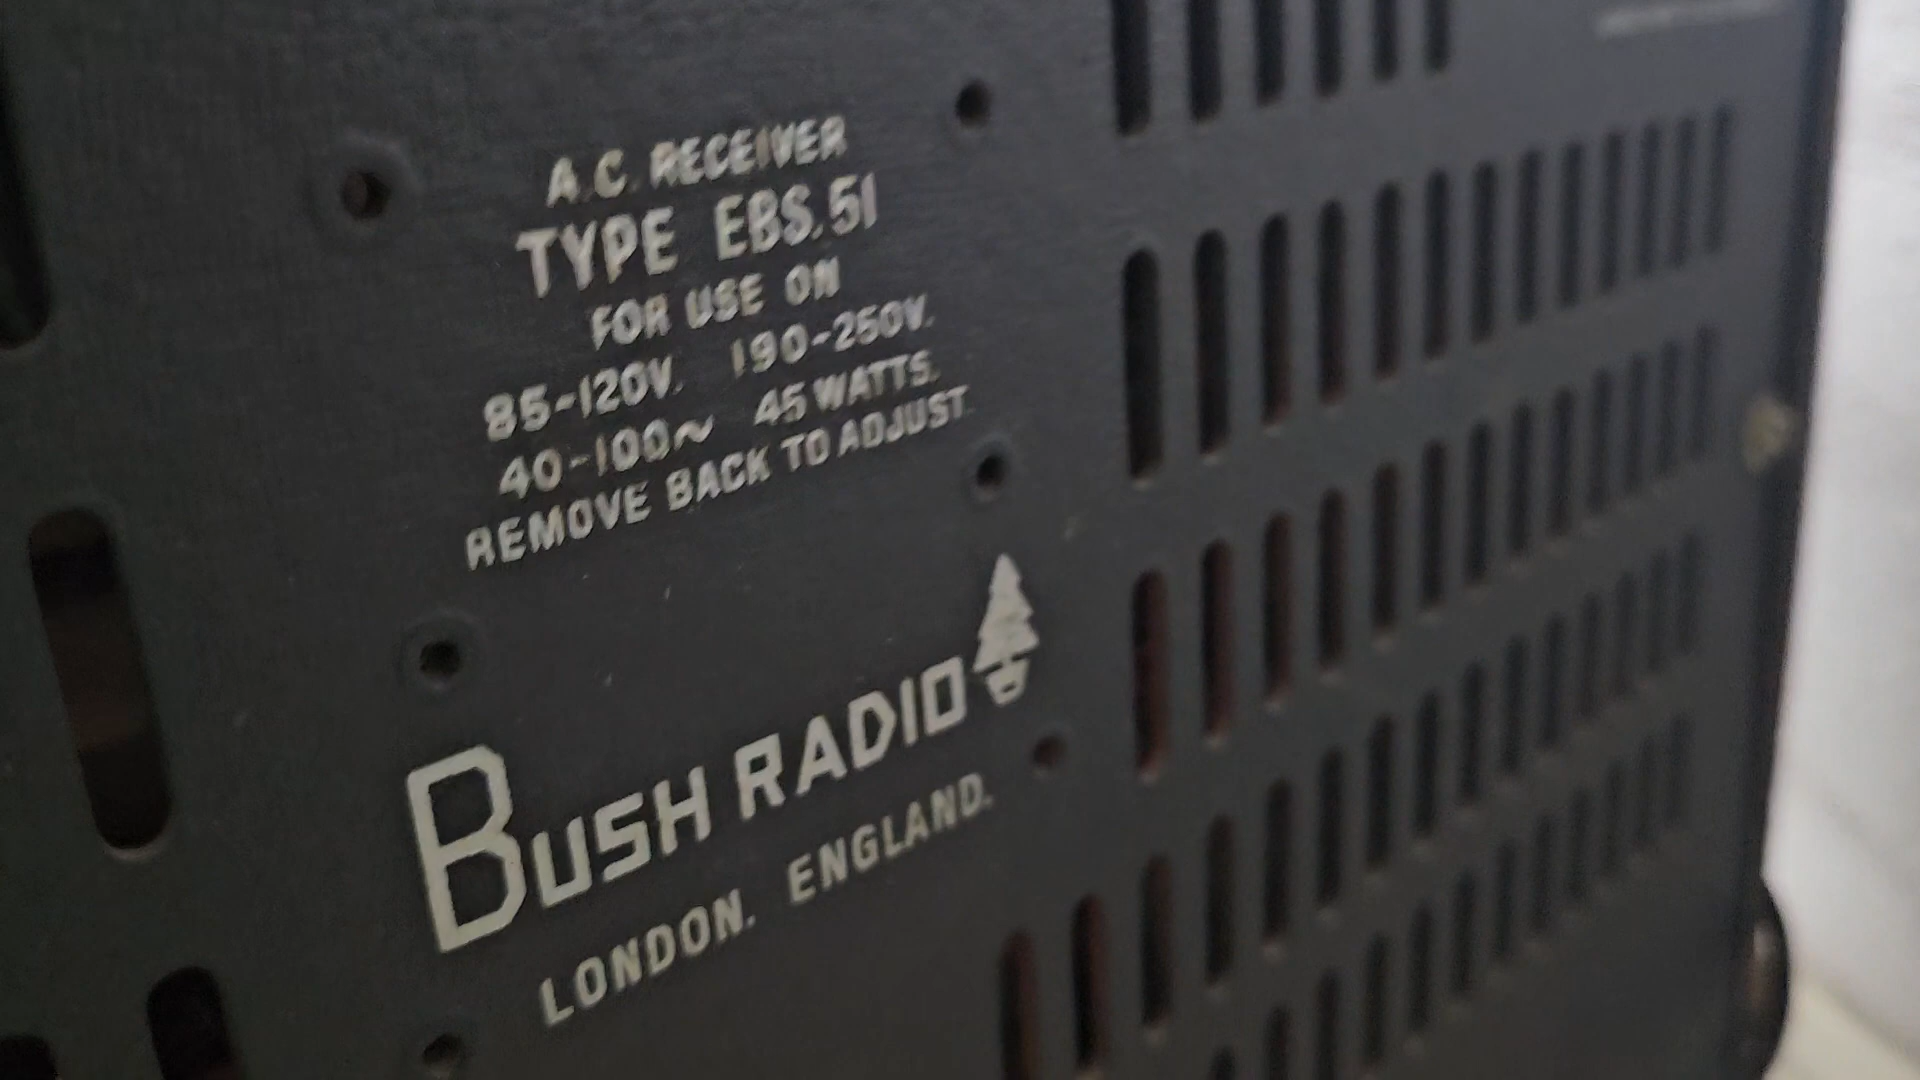 A.C. RECEIVER
TYPE EBS.51
FOR USE ON
85-120V. 190-250V.
40-100~ 45 WATTS.
REMOVE BACK TO ADJUST.
BUSH RADIO
LONDON. ENGLAND.